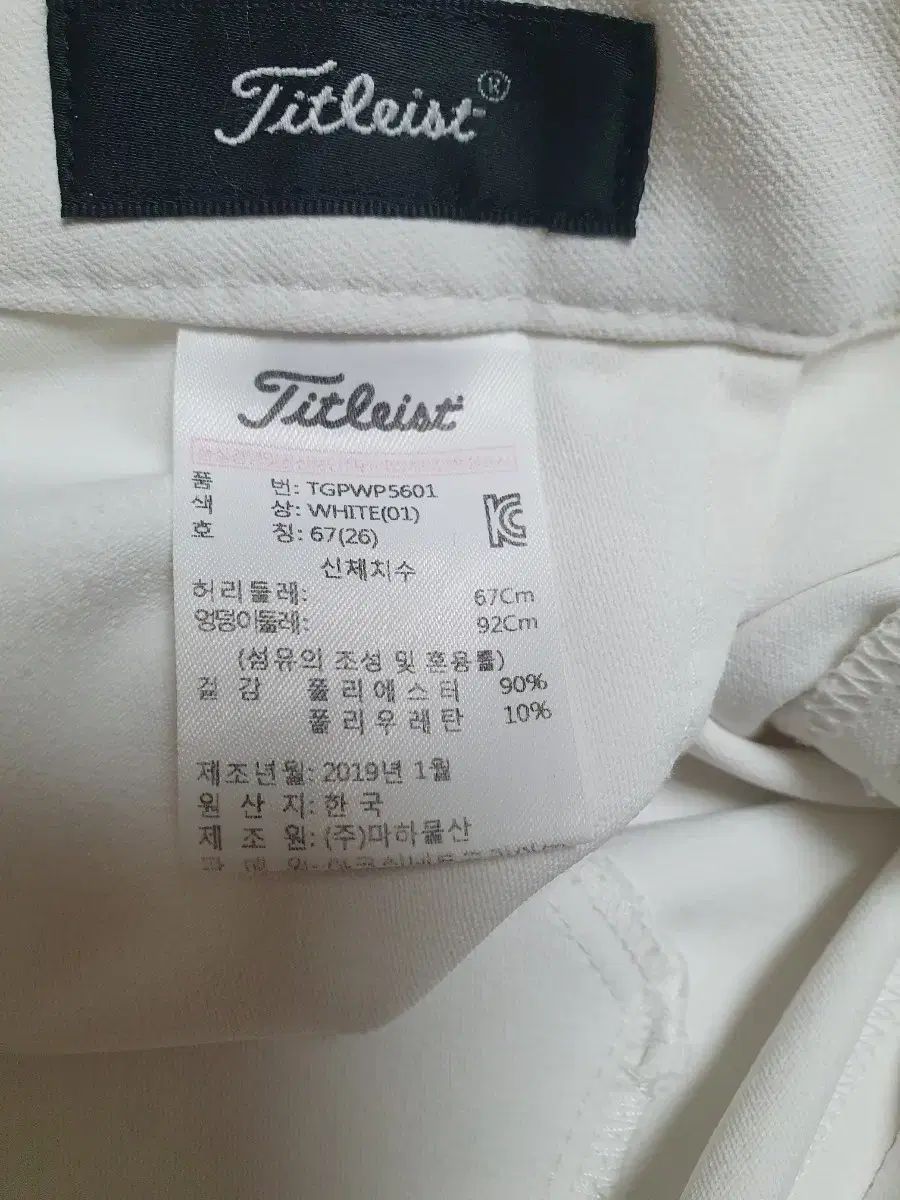 Titleist®
Titleist
품 번: TGPWP5601
색 상: WHITE(01)
호 칭: 67(26)
신체치수
허리둘레: 67Cm
엉덩이둘레: 92Cm
(섬유의 조성 및 혼용률)
겉 감 폴리에스터 90%
폴리우레탄 10%
제조년월: 2019년 1월
원 산 지: 한 국
제 조 원: (주)마하물산